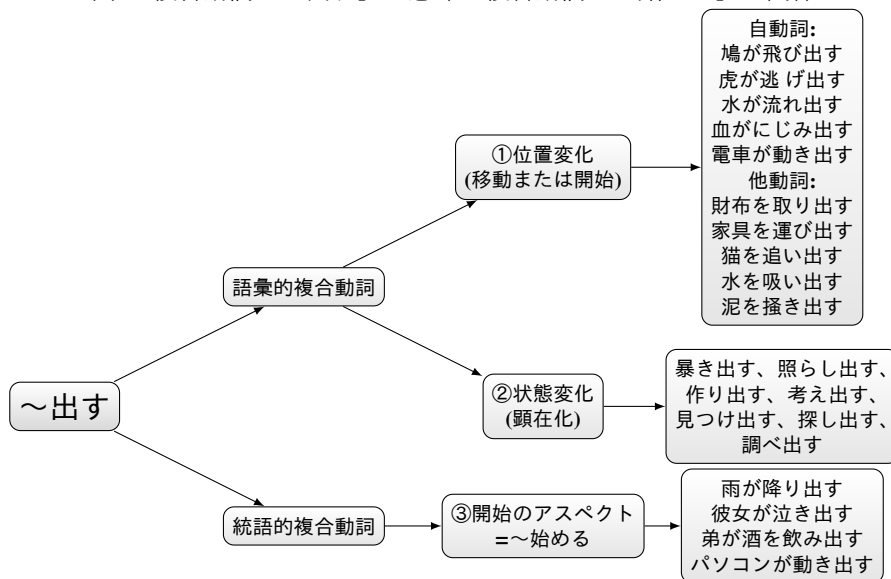 ～出す
語彙的複合動詞
①位置変化
(移動または開始)
自動詞:
鳩が飛び出す
虎が逃 げ出す
水が流れ出す
血がにじみ出す
電車が動き出す
他動詞:
財布を取り出す
家具を運び出す
猫を追い出す
水を吸い出す
泥を掻き出す
②状態変化
(顕在化)
暴き出す、照らし出す、
作り出す、考え出す、
見つけ出す、探し出す、
調べ出す
統語的複合動詞
③開始のアスペクト
=～始める
雨が降り出す
彼女が泣き出す
弟が酒を飲み出す
パソコンが動き出す